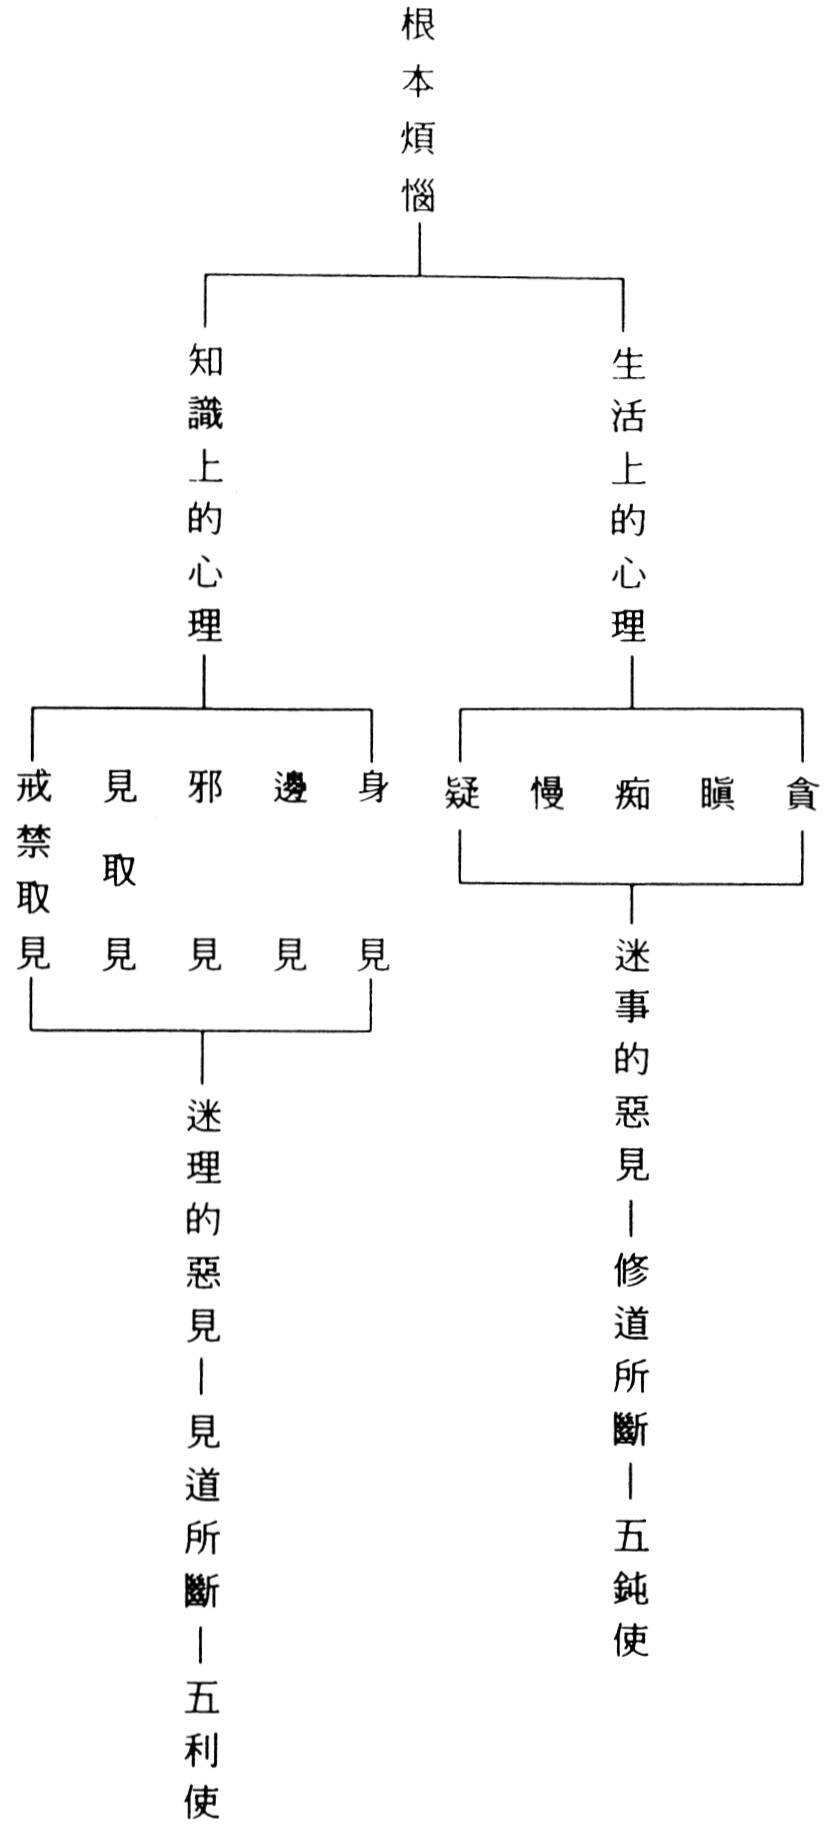 根本煩惱
生活上的心理
貪
瞋
痴
慢
疑
迷事的惡見—修道所斷—五鈍使
知識上的心理
身見
邊見
邪見
見取見
戒禁取見
迷理的惡見—見道所斷—五利使